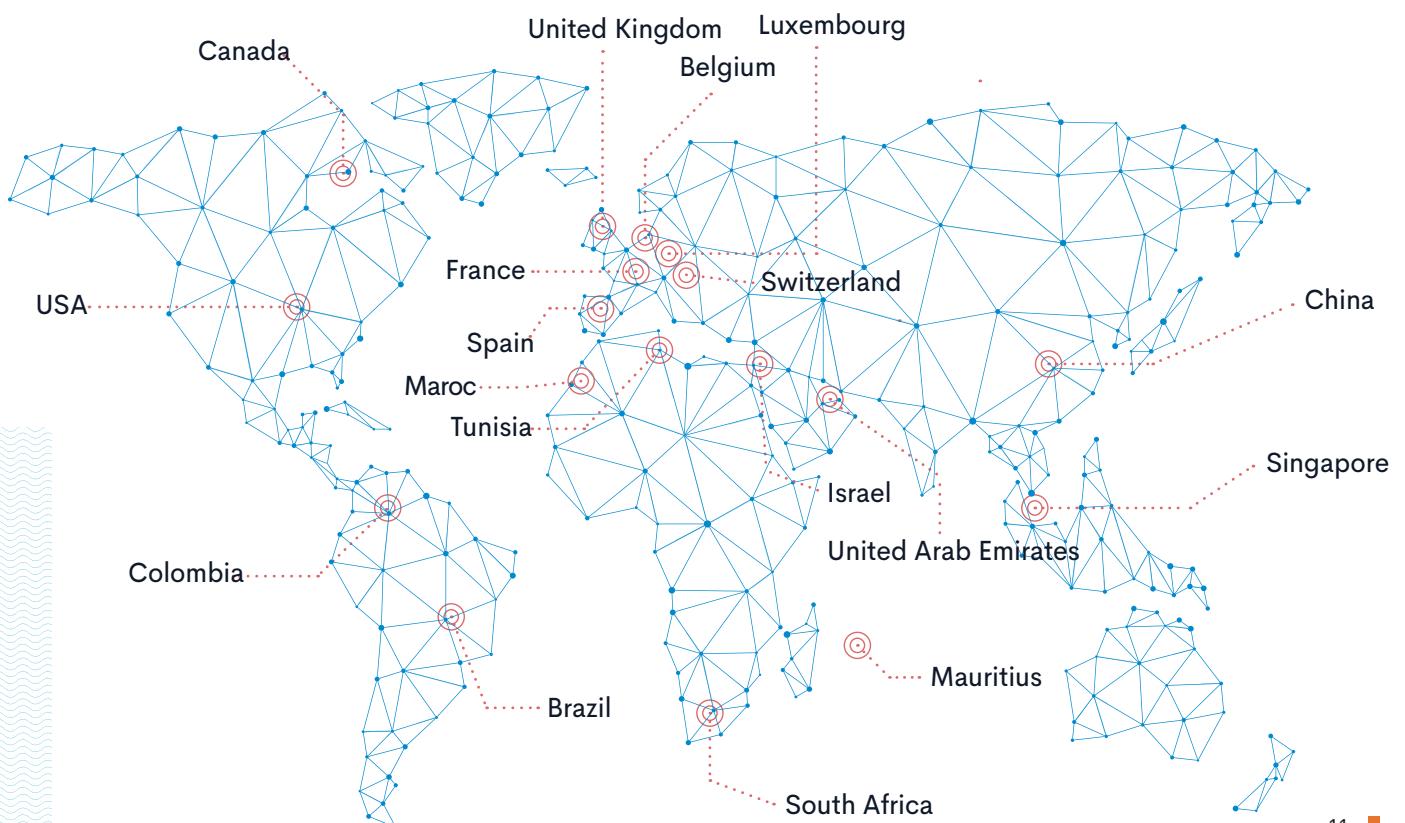 United Kingdom
Luxembourg
Canada
Belgium
France
Switzerland
USA
China
Spain
Maroc
Tunisia
Singapore
Israel
United Arab Emirates
Colombia
Mauritius
Brazil
South Africa